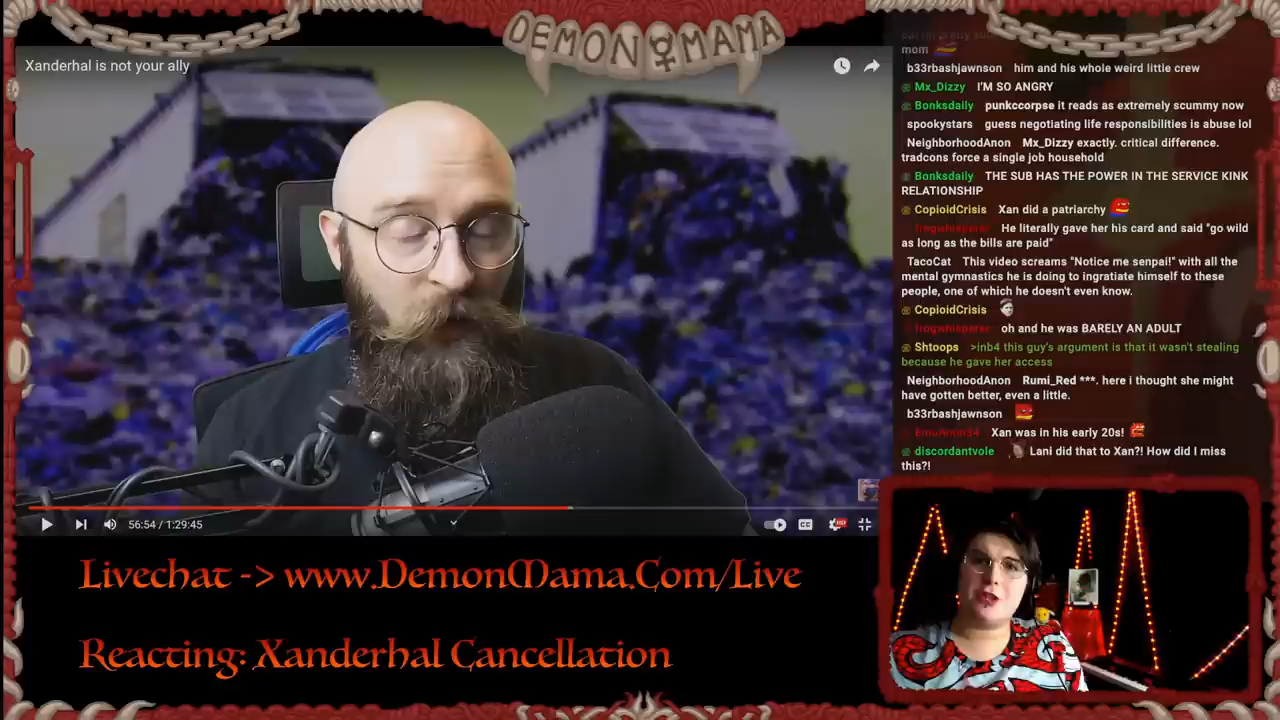 DEMON MAMA
Xanderhal is not your ally
mom
b33rbashjawnson him and his whole weird little crew
Mx_Dizzy I'M SO ANGRY
Bonksdaily punkccorpse it reads as extremely scummy now
spookystars guess negotiating life responsibilities is abuse lol
NeighborhoodAnon Mx_Dizzy exactly. critical difference.
tradcons force a single job household
Bonksdaily THE SUB HAS THE POWER IN THE SERVICE KINK
RELATIONSHIP
CopioidCrisis Xan did a patriarchy
frogwhisperer He literally gave her his card and said "go wild
as long as the bills are paid"
TacoCat This video screams "Notice me senpai!" with all the
mental gymnastics he is doing to ingratiate himself to these
people, one of which he doesn't even know.
CopioidCrisis
frogwhisperer oh and he was BARELY AN ADULT
Shtoops >inb4 this guy's argument is that it wasn't stealing
because he gave her access
NeighborhoodAnon Rumi_Red ***. here i thought she might
have gotten better, even a little.
b33rbashjawnson
EmuAnon34 Xan was in his early 20s!
discordantvole Lani did that to Xan?! How did I miss
this?!
56:54 / 1:29:45
CC
HD
Livechat -> www.DemonMama.Com/Live
Reacting: Xanderhal Cancellation